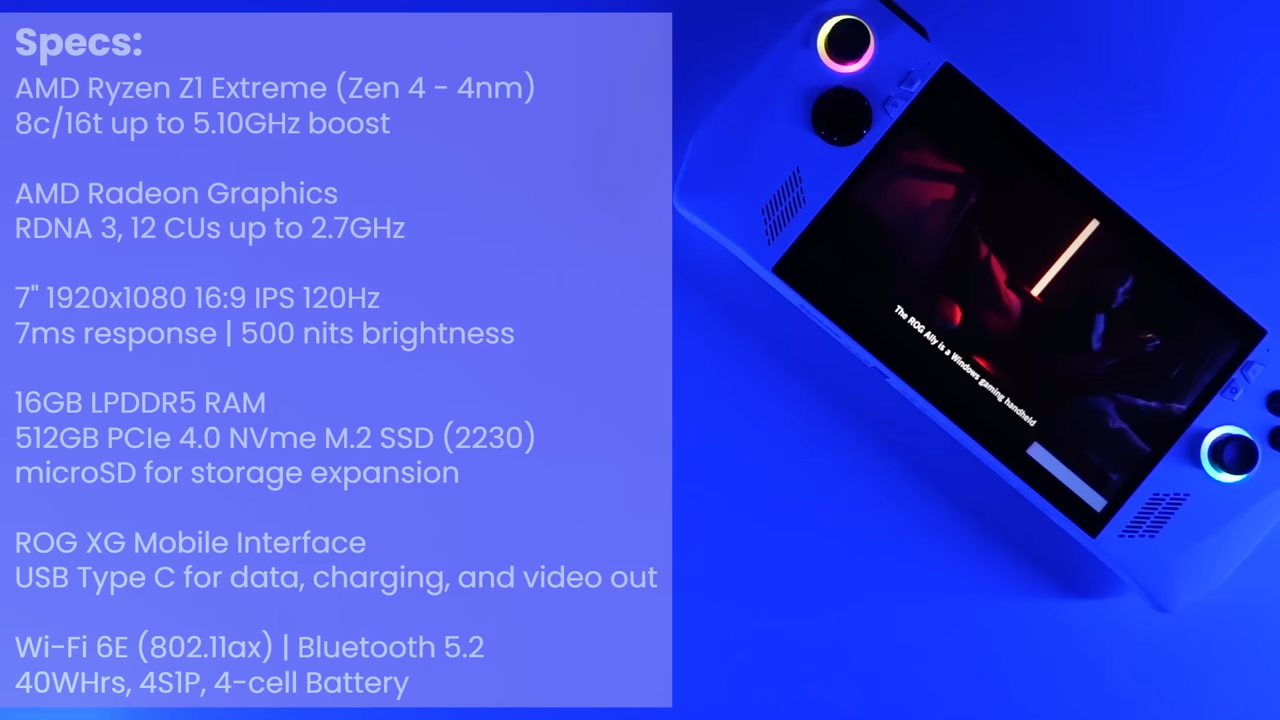 Specs:
AMD Ryzen Z1 Extreme (Zen 4 - 4nm)
8c/16t up to 5.10GHz boost
AMD Radeon Graphics
RDNA 3, 12 CUs up to 2.7GHz
7" 1920x1080 16:9 IPS 120Hz
7ms response | 500 nits brightness
16GB LPDDR5 RAM
512GB PCIe 4.0 NVme M.2 SSD (2230)
microSD for storage expansion
ROG XG Mobile Interface
USB Type C for data, charging, and video out
Wi-Fi 6E (802.11ax) | Bluetooth 5.2
40WHrs, 4S1P, 4-cell Battery
The ROG Ally is a Windows gaming handheld